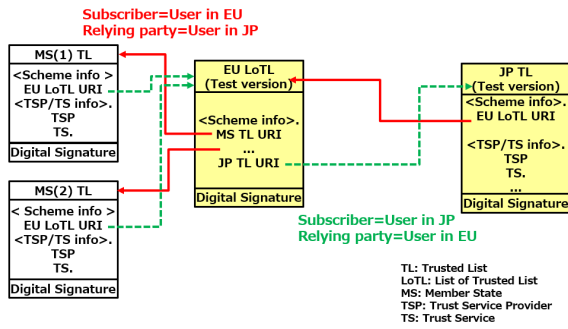 Subscriber=User in EU
Relying party=User in JP
MS(1) TL
<Scheme info >
EU LoTL URI
<TSP/TS info>.
TSP
TS.
Digital Signature
MS(2) TL
< Scheme info >
EU LoTL URI
<TSP/TS info>.
TSP
TS.
Digital Signature
EU LoTL
(Test version)
<Scheme info>.
MS TL URI
...
JP TL URI
Digital Signature
JP TL
(Test version)
<Scheme info>
EU LoTL URI
<TSP/TS info>.
TSP
TS.
...
Digital Signature
Subscriber=User in JP
Relying party=User in EU
TL: Trusted List
LoTL: List of Trusted List
MS: Member State
TSP: Trust Service Provider
TS: Trust Service